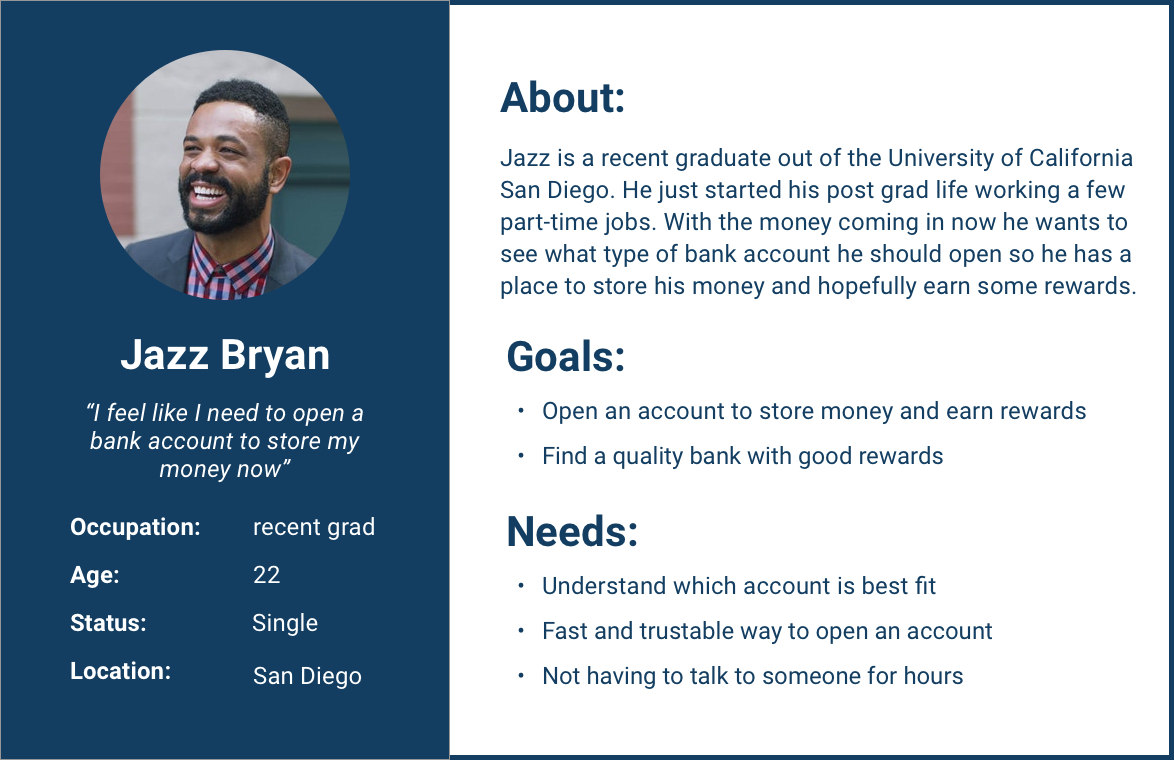 Jazz Bryan
“I feel like I need to open a
bank account to store my
money now”
Occupation: recent grad
Age: 22
Status: Single
Location: San Diego
About:
Jazz is a recent graduate out of the University of California
San Diego. He just started his post grad life working a few
part-time jobs. With the money coming in now he wants to
see what type of bank account he should open so he has a
place to store his money and hopefully earn some rewards.
Goals:
• Open an account to store money and earn rewards
• Find a quality bank with good rewards
Needs:
• Understand which account is best fit
• Fast and trustable way to open an account
• Not having to talk to someone for hours